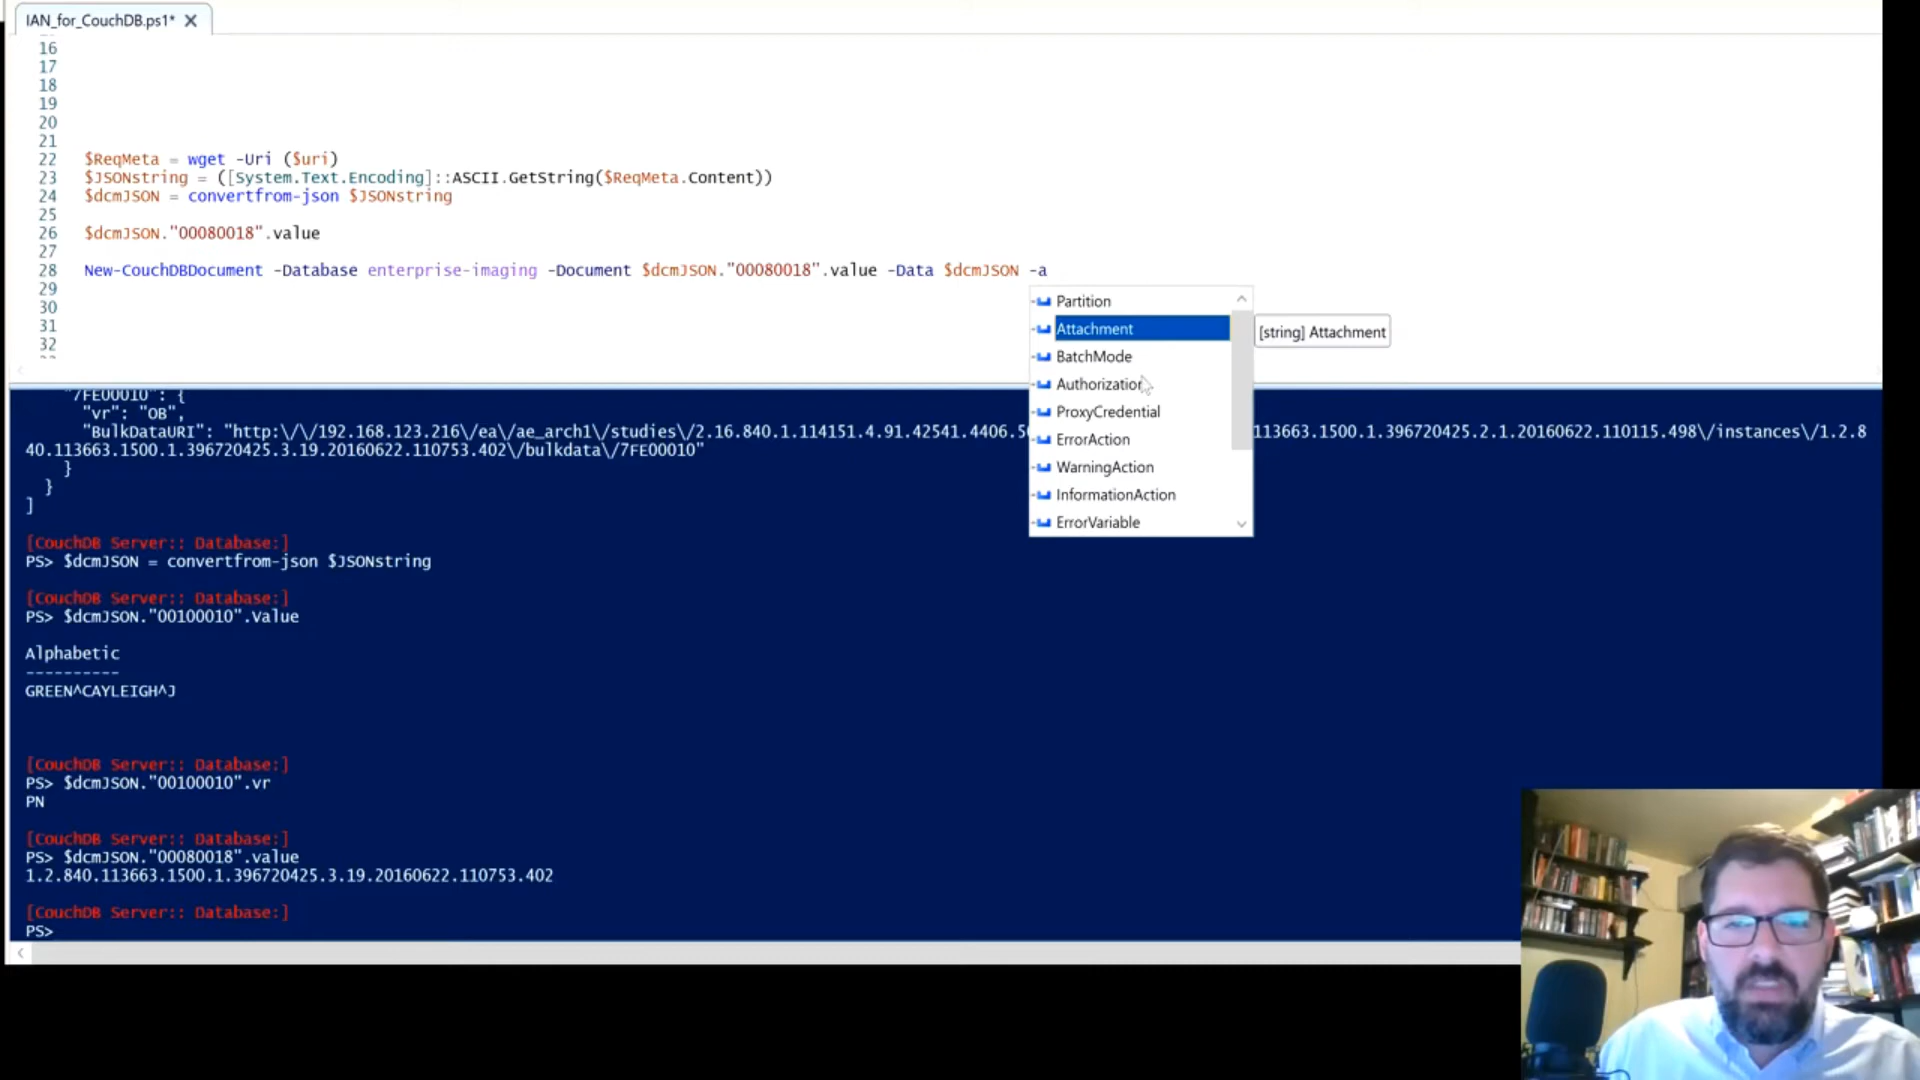 IAN_for_CouchDB.ps1*
16
17
18
19
20
21
22 $ReqMeta = wget -Uri ($uri)
23 $JSONstring = ([System.Text.Encoding]::ASCII.GetString($ReqMeta.Content))
24 $dcmJSON = convertfrom-json $JSONstring
25
26 $dcmJSON."00080018".value
27
28 New-CouchDBDocument -Database enterprise-imaging -Document $dcmJSON."00080018".value -Data $dcmJSON -a
29
30
31
32
Partition
Attachment
[string] Attachment
BatchMode
Authorization
ProxyCredential
ErrorAction
WarningAction
InformationAction
ErrorVariable
"7FE00010": {
"vr": "OB",
"BulkDataURI": "http:\/\/192.168.123.216\/ea\/ae_arch1\/studies\/2.16.840.1.114151.4.91.42541.4406.5 113663.1500.1.396720425.2.1.20160622.110115.498\/instances\/1.2.8
40.113663.1500.1.396720425.3.19.20160622.110753.402\/bulkdata\/7FE00010"
}
}
]
[CouchDB Server:: Database:]
PS> $dcmJSON = convertfrom-json $JSONstring
[CouchDB Server:: Database:]
PS> $dcmJSON."00100010".Value
Alphabetic
----------
GREEN^CAYLEIGH^J
[CouchDB Server:: Database:]
PS> $dcmJSON."00100010".vr
PN
[CouchDB Server:: Database:]
PS> $dcmJSON."00080018".value
1.2.840.113663.1500.1.396720425.3.19.20160622.110753.402
[CouchDB Server:: Database:]
PS>